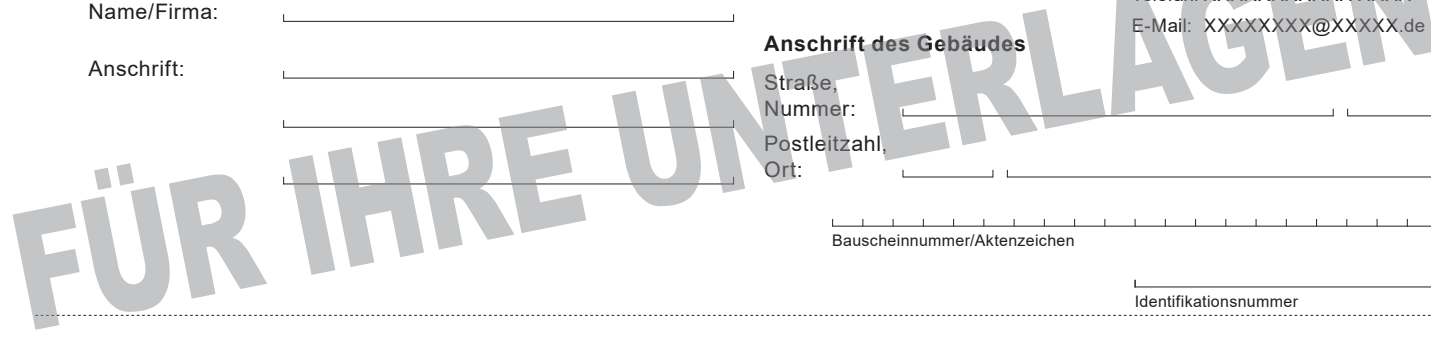 Name/Firma:
Anschrift:
E-Mail: XXXXXXXX@XXXXX.de
Anschrift des Gebäudes
Straße,
Nummer:
Postleitzahl,
Ort:
Bauscheinnummer/Aktenzeichen
Identifikationsnummer
FÜR IHRE UNTERLAGEN